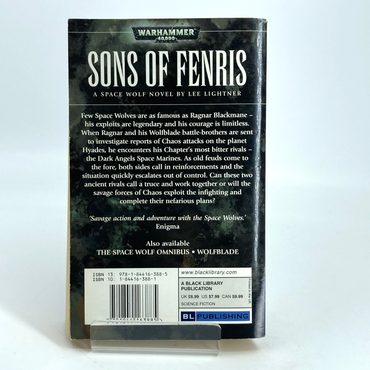 WARHAMMER
40,000
SONS OF FENRIS
A SPACE WOLF NOVEL BY LEE LIGHTNER
Few Space Wolves are as famous as Ragnar Blackmane –
his exploits are legendary and his courage is limitless.
When Ragnar and his Wolfblade battle-brothers are sent
to investigate reports of Chaos attacks on the planet
Hyades, he encounters his Chapter's most bitter rivals –
the Dark Angels Space Marines. As old feuds come to
the fore, both sides call in reinforcements and the
situation quickly escalates out of control. Can these two
ancient rivals call a truce and work together or will the
savage forces of Chaos exploit the infighting and
complete their nefarious plans?
'Savage action and adventure with the Space Wolves.'
Enigma
Also available
THE SPACE WOLF OMNIBUS • WOLFBLADE
ISBN 13: 978-1-84416-388-5
ISBN 10: 1-84416-388-1
www.blacklibrary.com
A BLACK LIBRARY
PUBLICATION
UK £6.99 US $7.99 CAN $9.99
SCIENCE FICTION
BL PUBLISHING